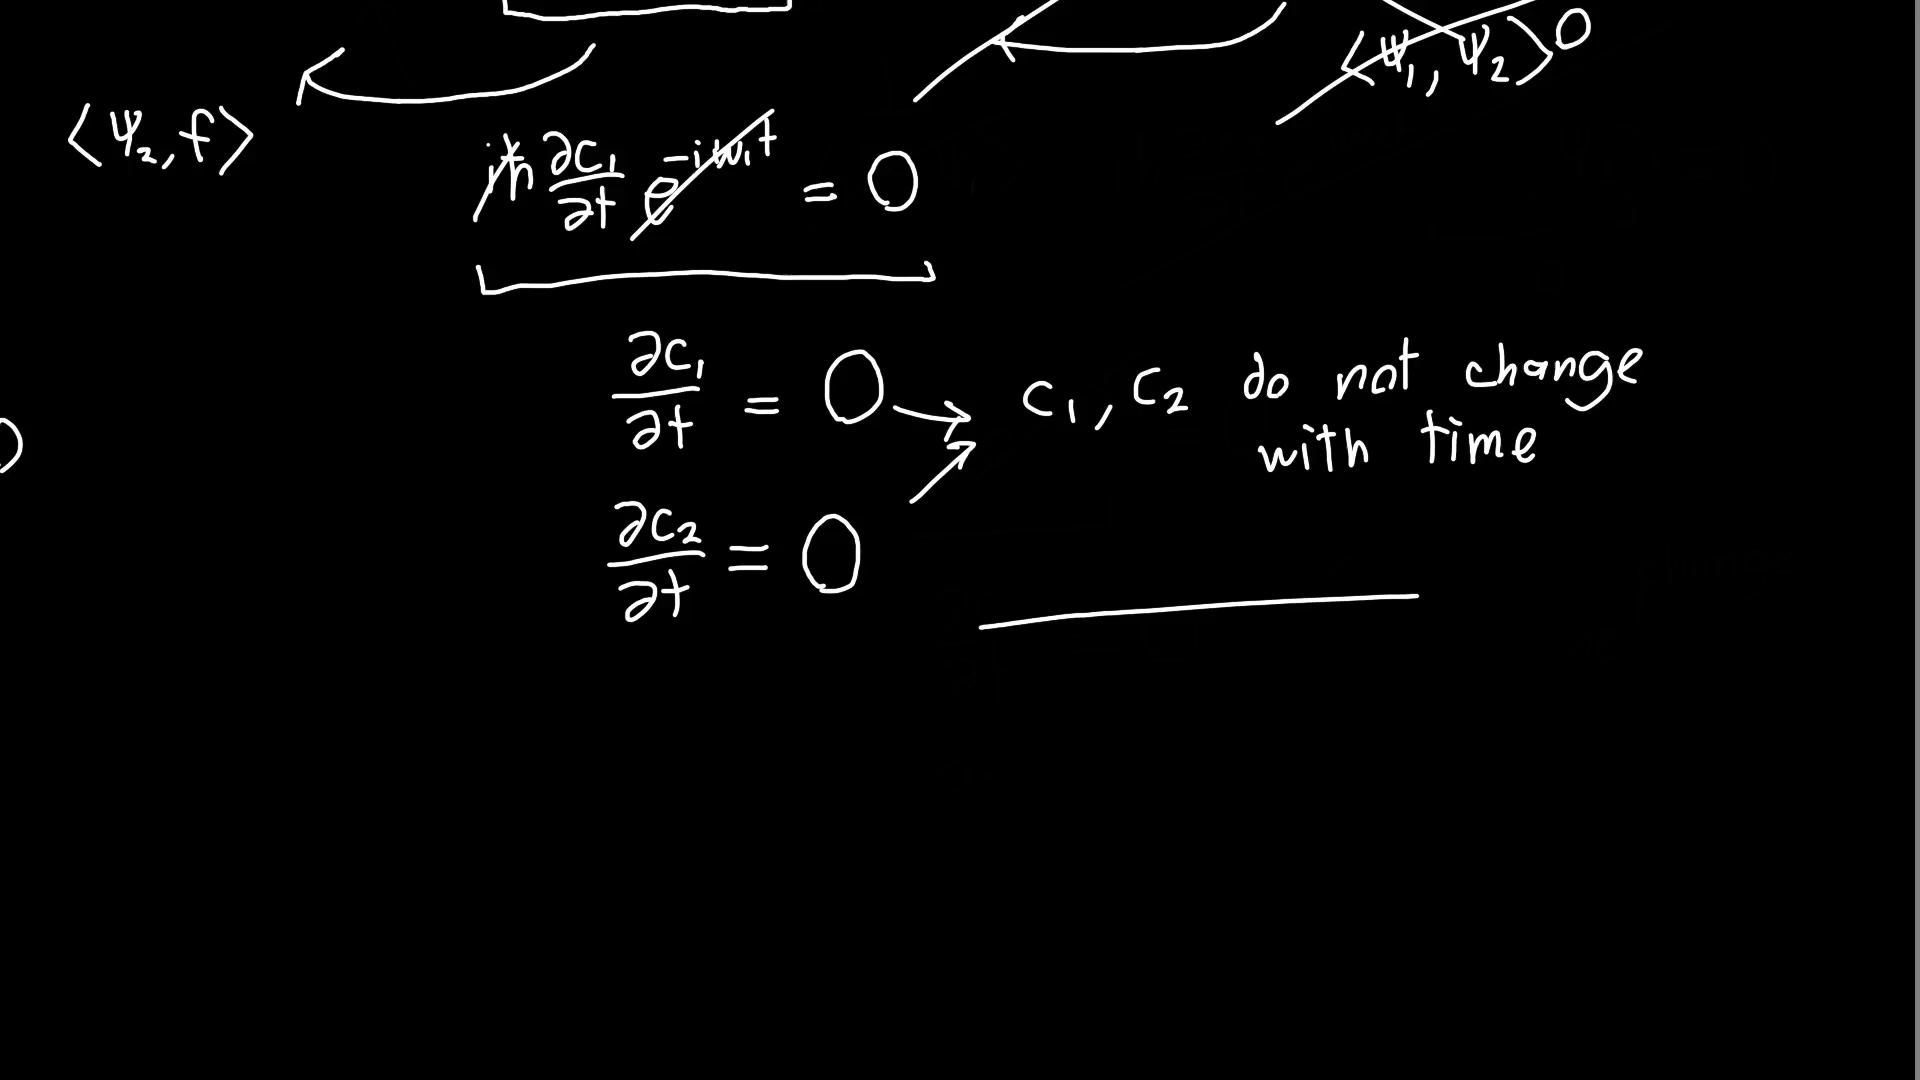 ⟨ψ₁, ψ₂⟩ 0
⟨ψ₂, f⟩
iħ ∂c₁/∂t e^(-iω₁t) = 0
∂c₁/∂t = 0 → c₁, c₂ do not change
with time
∂c₂/∂t = 0